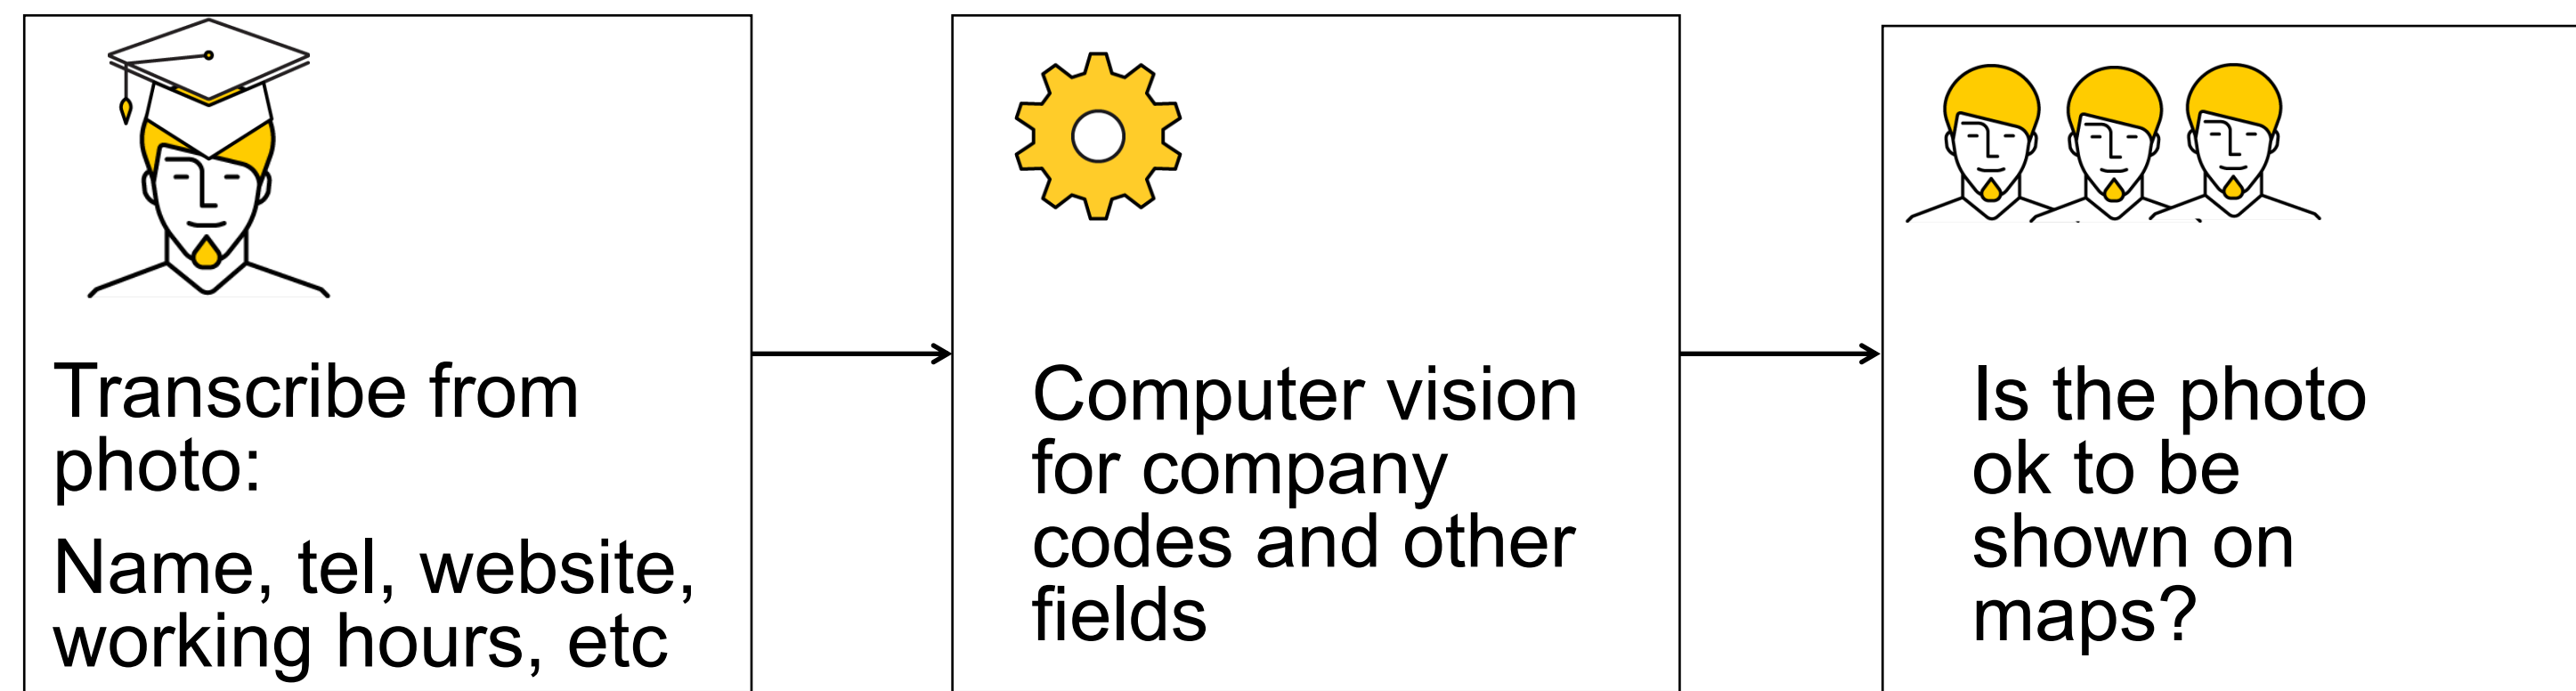 Transcribe from
photo:
Name, tel, website,
working hours, etc
Computer vision
for company
codes and other
fields
Is the photo
ok to be
shown on
maps?